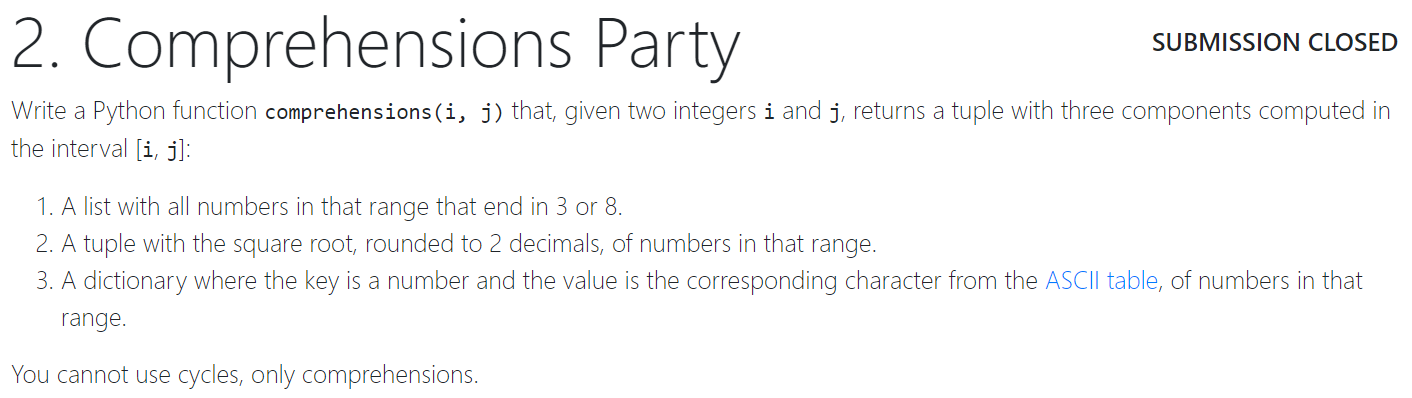 2. Comprehensions Party
SUBMISSION CLOSED
Write a Python function comprehensions(i, j) that, given two integers i and j, returns a tuple with three components computed in
the interval [i, j]:
1. A list with all numbers in that range that end in 3 or 8.
2. A tuple with the square root, rounded to 2 decimals, of numbers in that range.
3. A dictionary where the key is a number and the value is the corresponding character from the ASCII table, of numbers in that
range.
You cannot use cycles, only comprehensions.